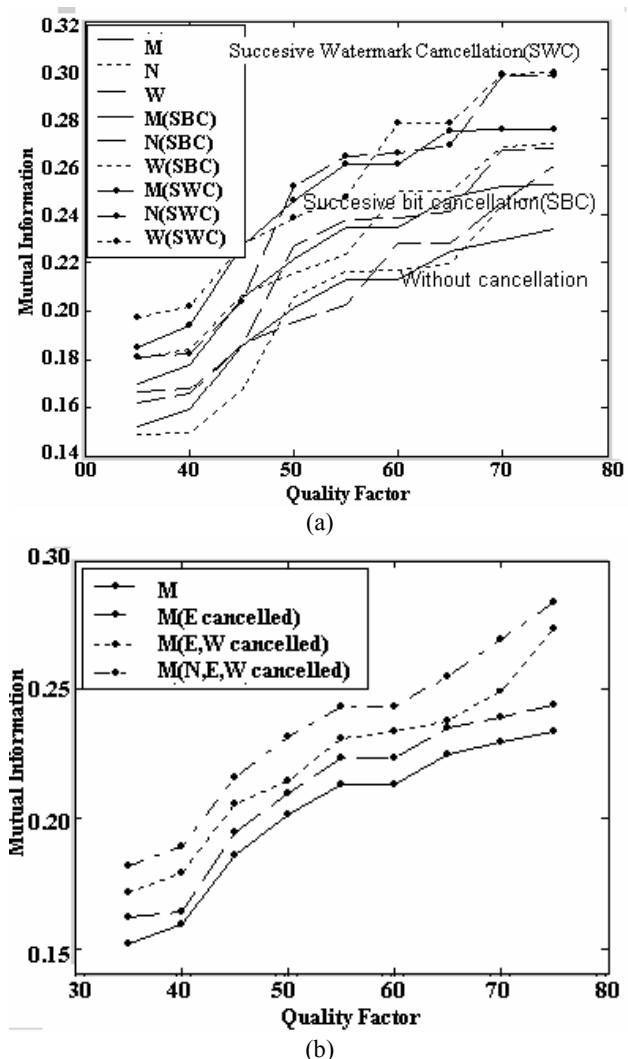 0.32
0.30
0.28
0.26
0.24
0.22
0.20
0.18
0.16
0.14
Mutual Information
M
N
W
M(SBC)
N(SBC)
W(SBC)
M(SWC)
N(SWC)
W(SWC)
Succesive Watermark Camcellation(SWC)
Succesive bit cancellation(SBC)
Without cancellation
00 40 50 60 70 80
Quality Factor
(a)
0.30
0.25
0.20
0.15
Mutual Information
M
M(E cancelled)
M(E,W cancelled)
M(N,E,W cancelled)
30 40 50 60 70 80
Quality Factor
(b)